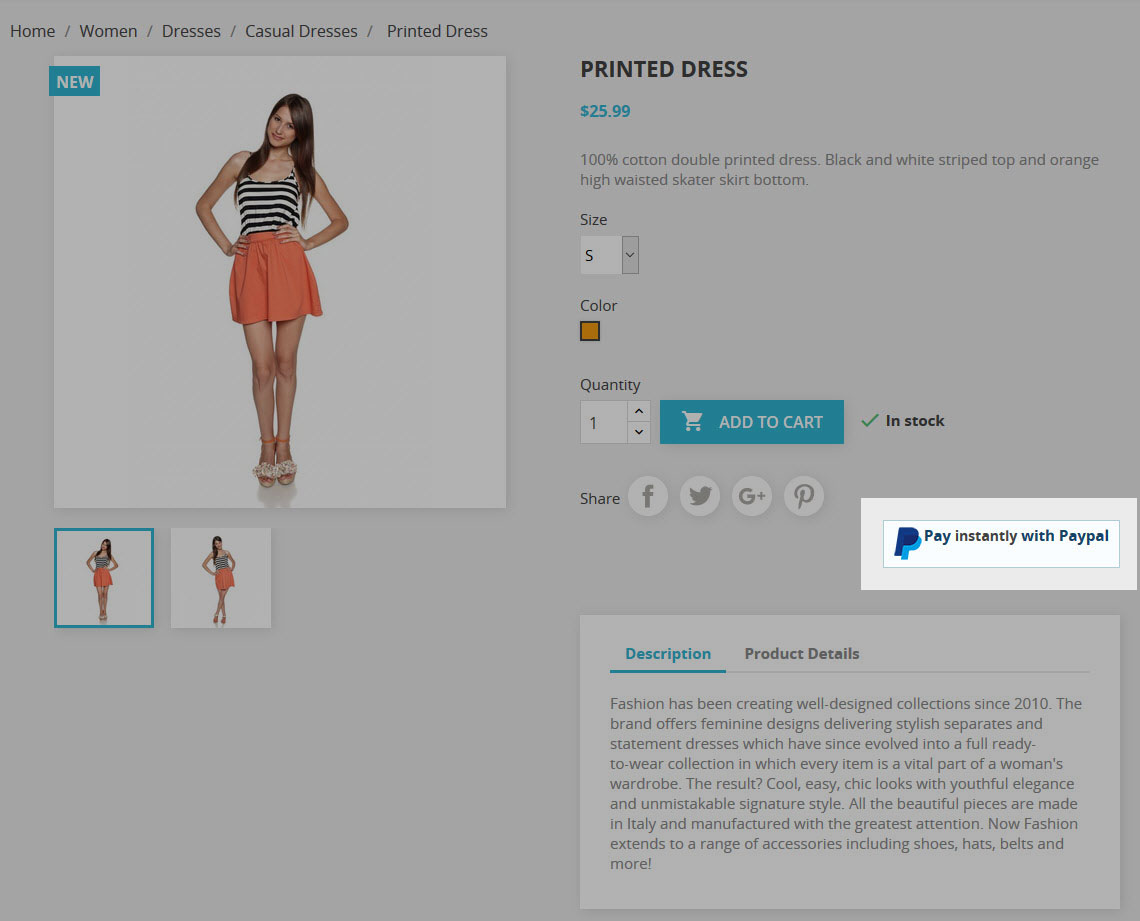 Home / Women / Dresses / Casual Dresses / Printed Dress
NEW
PRINTED DRESS
$25.99
100% cotton double printed dress. Black and white striped top and orange
high waisted skater skirt bottom.
Size
S
Color
Quantity
1
ADD TO CART
In stock
Share
Pay instantly with Paypal
Description
Product Details
Fashion has been creating well-designed collections since 2010. The
brand offers feminine designs delivering stylish separates and
statement dresses which have since evolved into a full ready-
to-wear collection in which every item is a vital part of a woman's
wardrobe. The result? Cool, easy, chic looks with youthful elegance
and unmistakable signature style. All the beautiful pieces are made
in Italy and manufactured with the greatest attention. Now Fashion
extends to a range of accessories including shoes, hats, belts and
more!